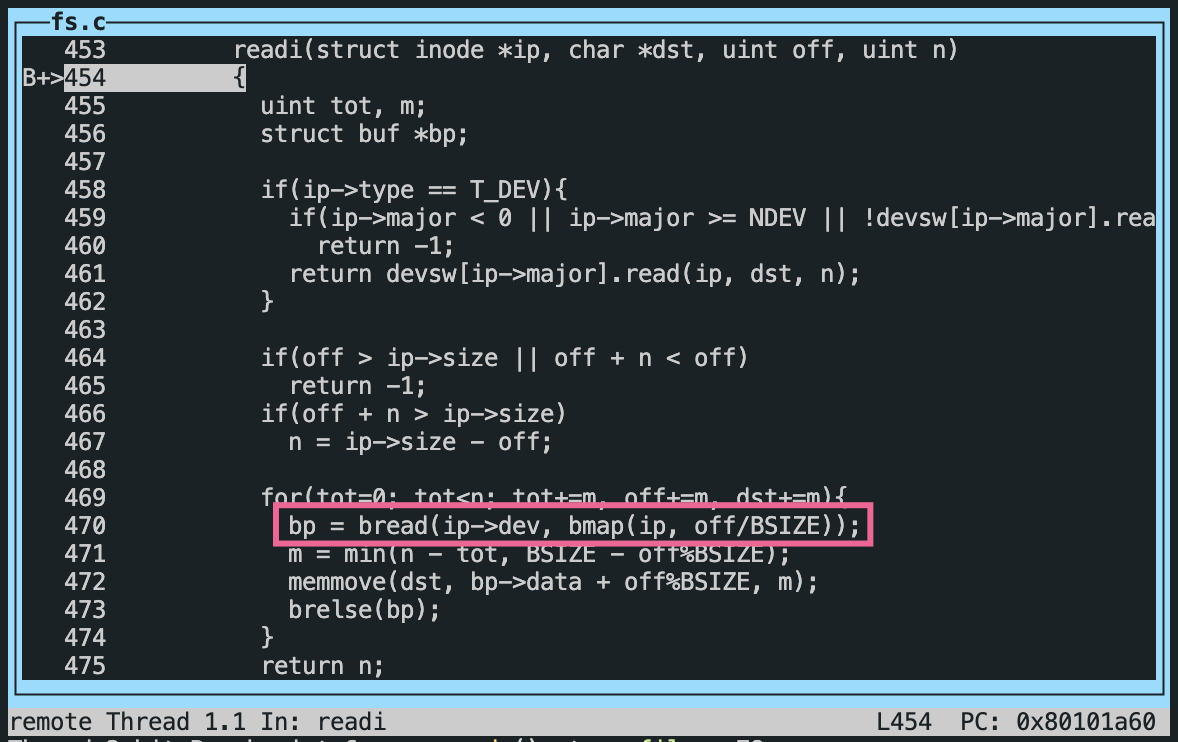 fs.c
453 readi(struct inode *ip, char *dst, uint off, uint n)
B+>454 {
455 uint tot, m;
456 struct buf *bp;
457
458 if(ip->type == T_DEV){
459 if(ip->major < 0 || ip->major >= NDEV || !devsw[ip->major].rea
460 return -1;
461 return devsw[ip->major].read(ip, dst, n);
462 }
463
464 if(off > ip->size || off + n < off)
465 return -1;
466 if(off + n > ip->size)
467 n = ip->size - off;
468
469 for(tot=0; tot<n; tot+=m, off+=m, dst+=m){
470 bp = bread(ip->dev, bmap(ip, off/BSIZE));
471 m = min(n - tot, BSIZE - off%BSIZE);
472 memmove(dst, bp->data + off%BSIZE, m);
473 brelse(bp);
474 }
475 return n;
remote Thread 1.1 In: readi L454 PC: 0x80101a60